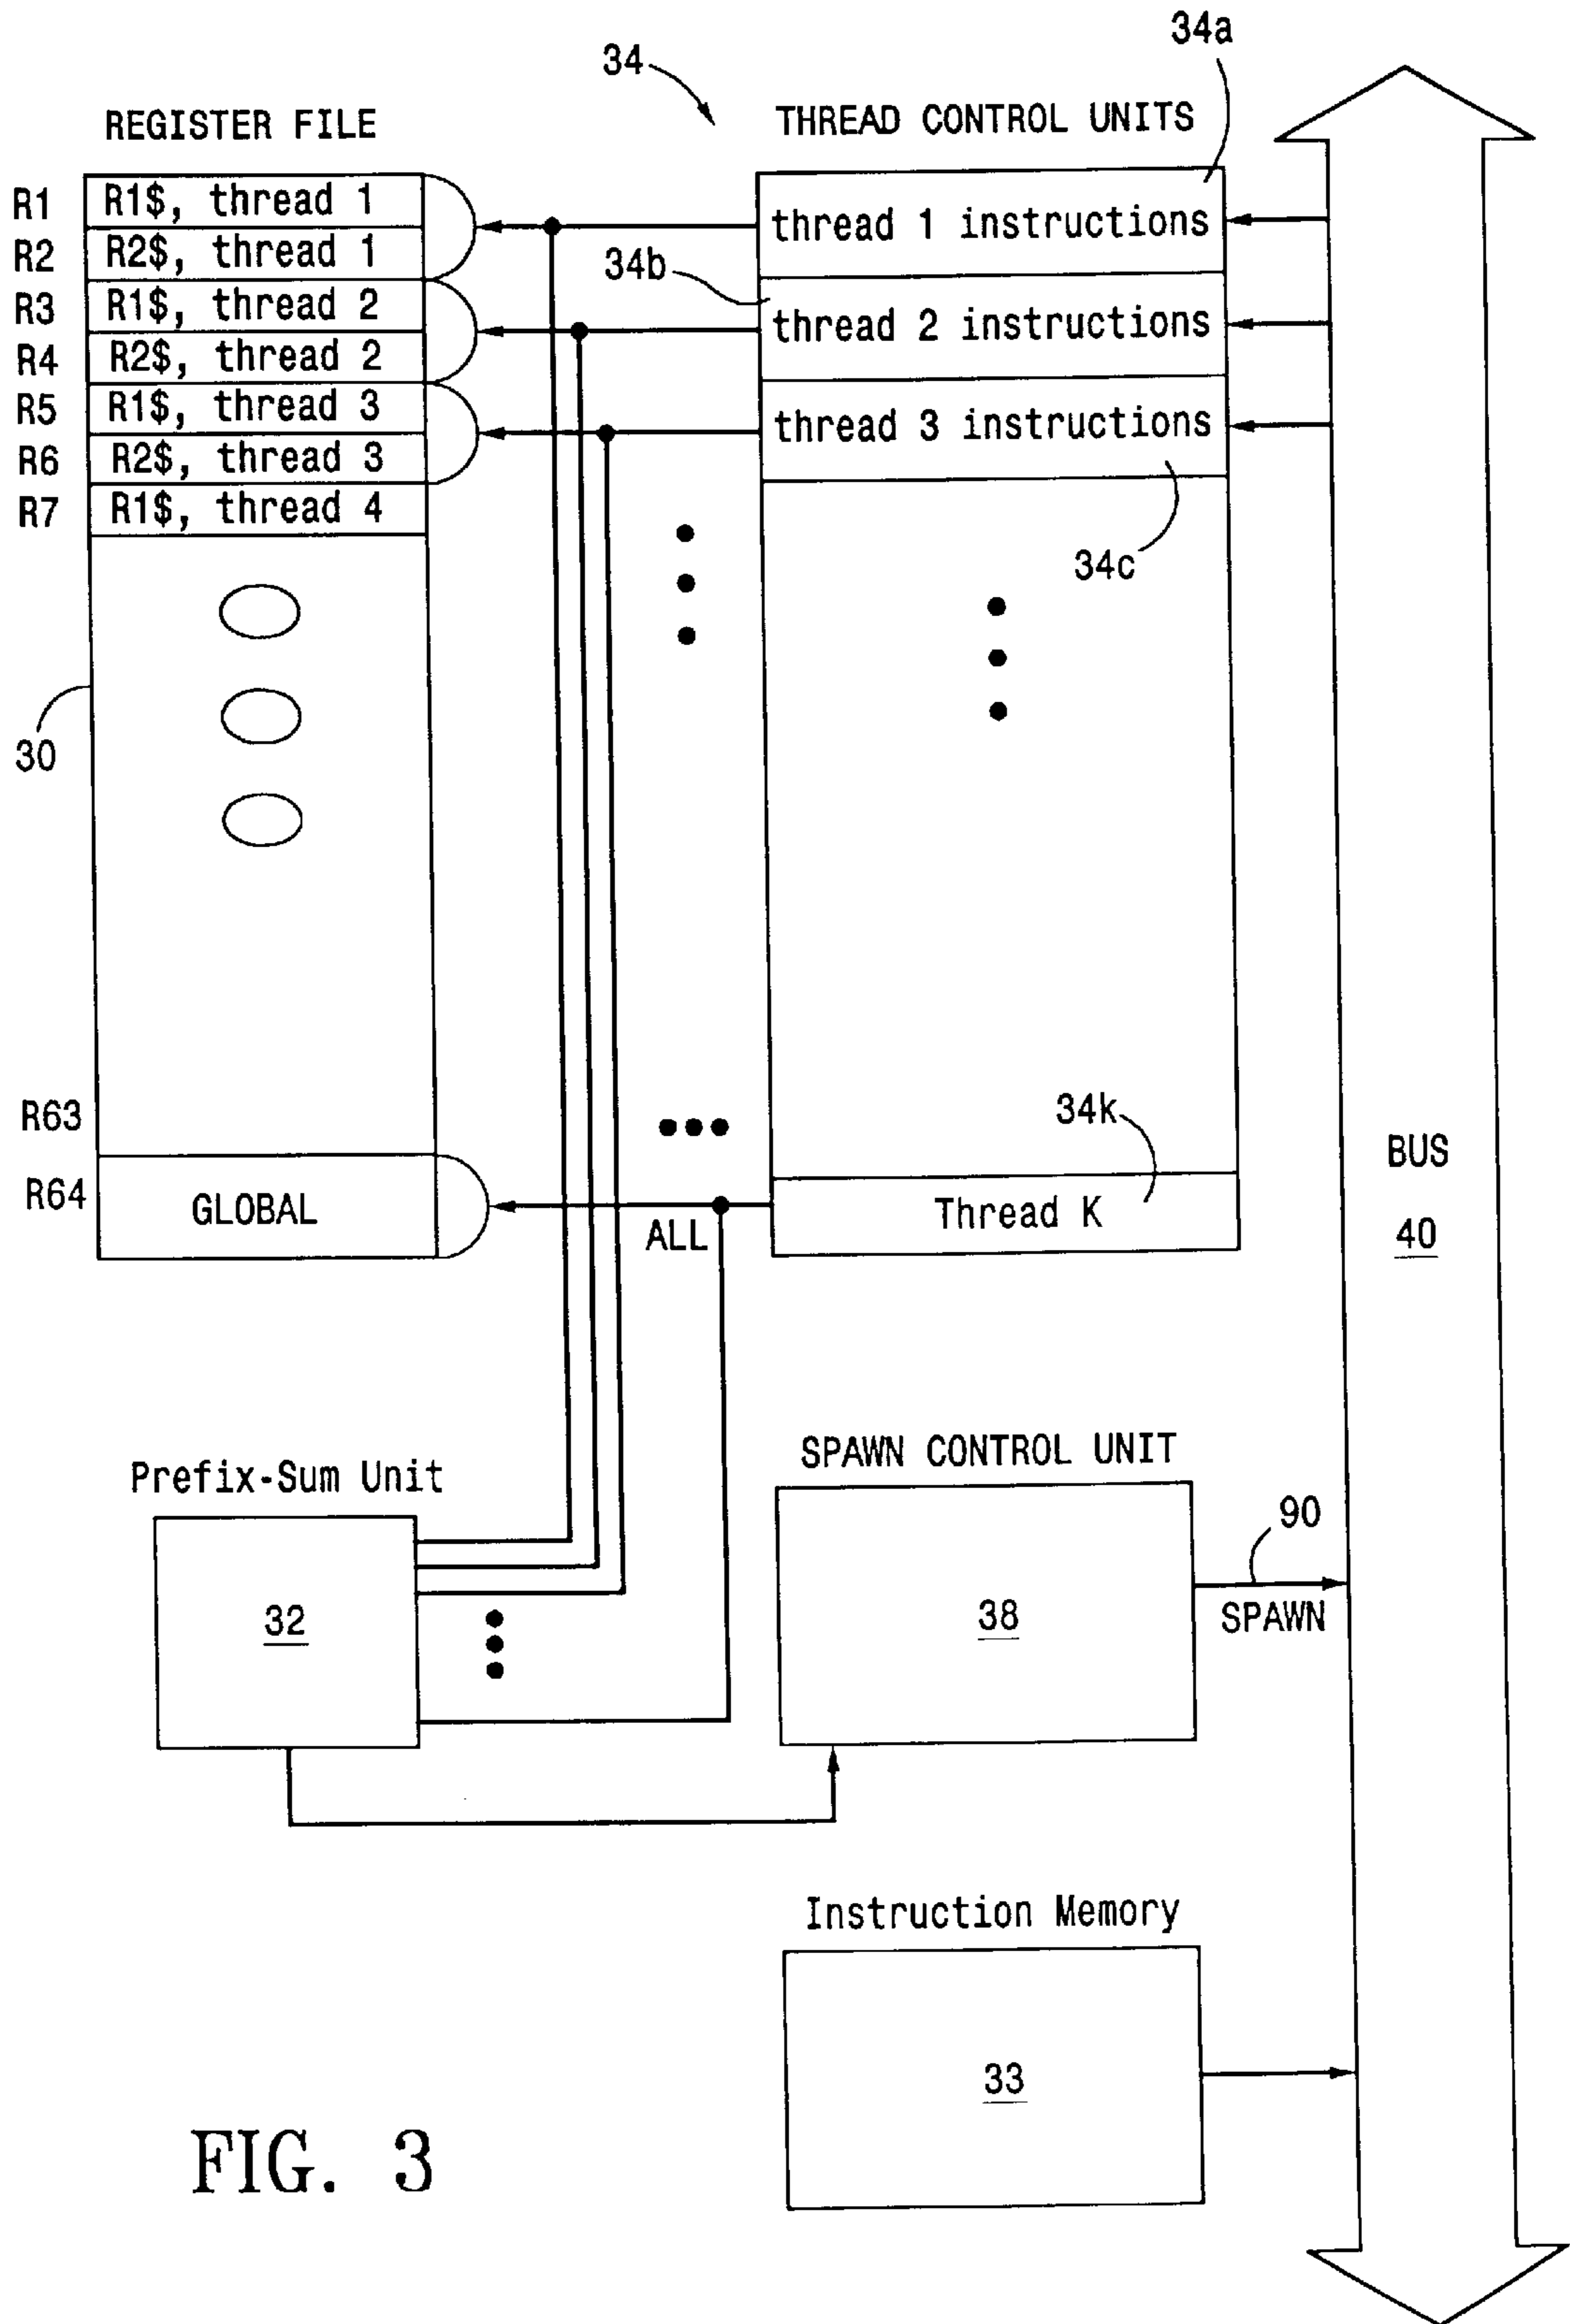 34
34a
REGISTER FILE
THREAD CONTROL UNITS
R1
R1$, thread 1
R2
R2$, thread 1
R3
R1$, thread 2
R4
R2$, thread 2
R5
R1$, thread 3
R6
R2$, thread 3
R7
R1$, thread 4
thread 1 instructions
34b
thread 2 instructions
thread 3 instructions
34c
30
R63
R64
GLOBAL
ALL
34k
Thread K
BUS
40
Prefix-Sum Unit
32
SPAWN CONTROL UNIT
38
90
SPAWN
Instruction Memory
33
FIG. 3